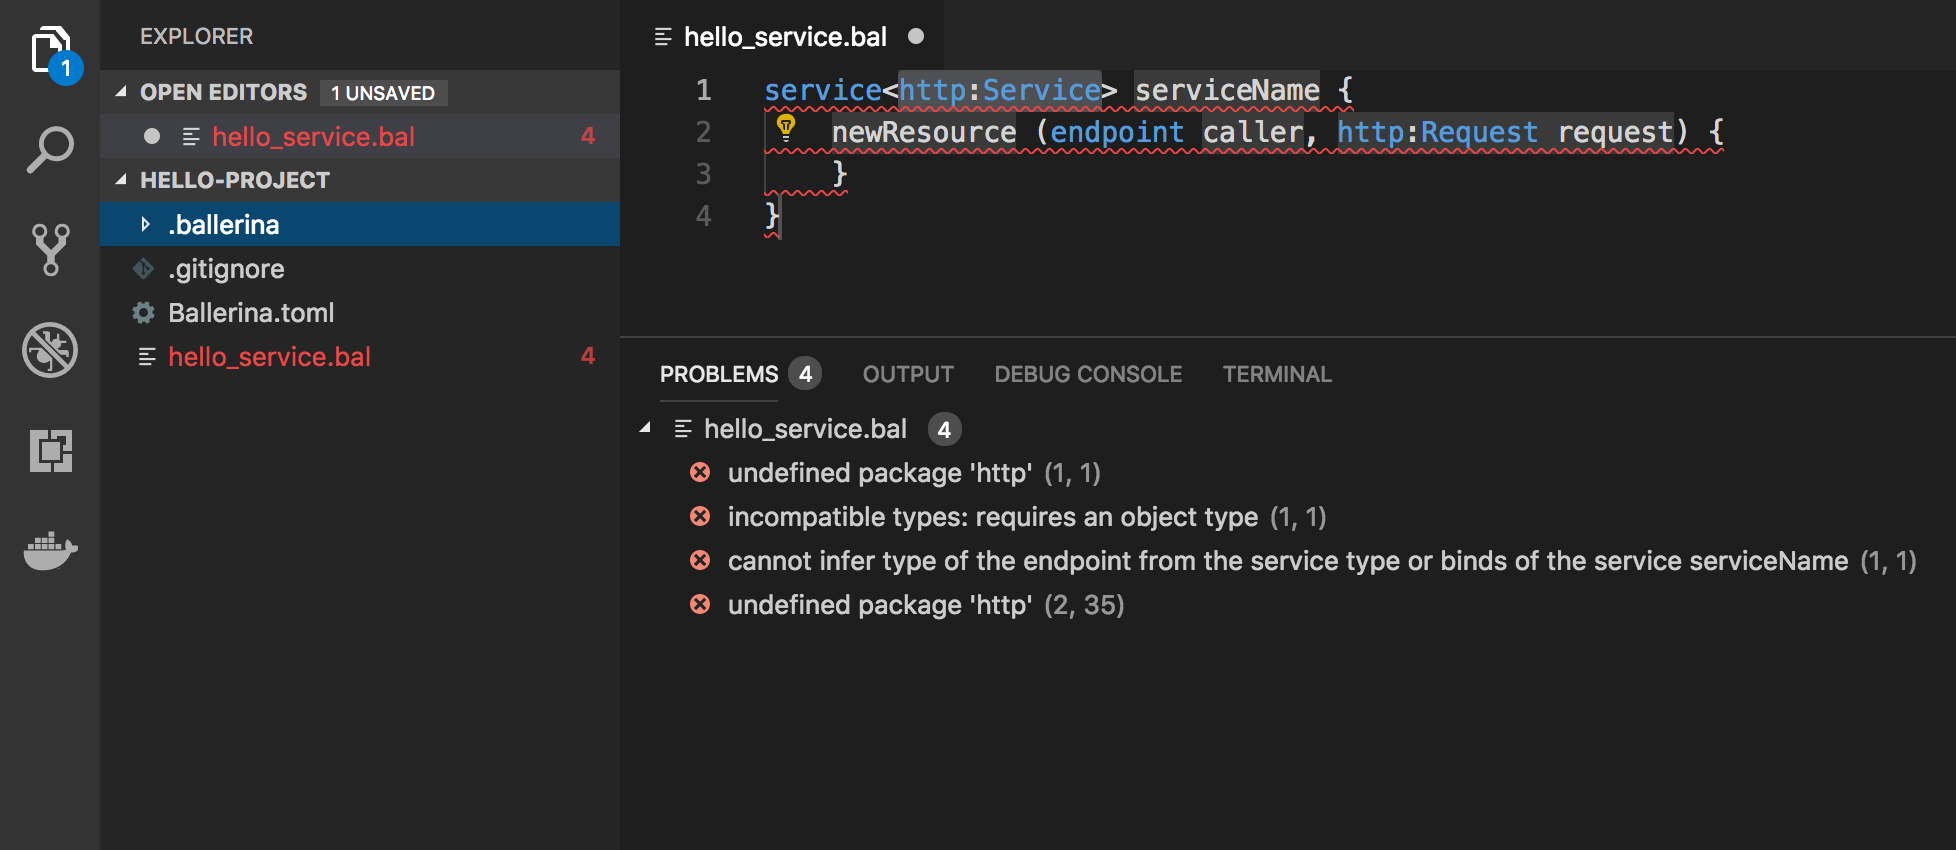 1
EXPLORER
OPEN EDITORS 1 UNSAVED
hello_service.bal 4
HELLO-PROJECT
.ballerina
.gitignore
Ballerina.toml
hello_service.bal 4
hello_service.bal
1 service<http:Service> serviceName {
2 newResource (endpoint caller, http:Request request) {
3 }
4 }
PROBLEMS 4 OUTPUT DEBUG CONSOLE TERMINAL
hello_service.bal 4
undefined package 'http' (1, 1)
incompatible types: requires an object type (1, 1)
cannot infer type of the endpoint from the service type or binds of the service serviceName (1, 1)
undefined package 'http' (2, 35)